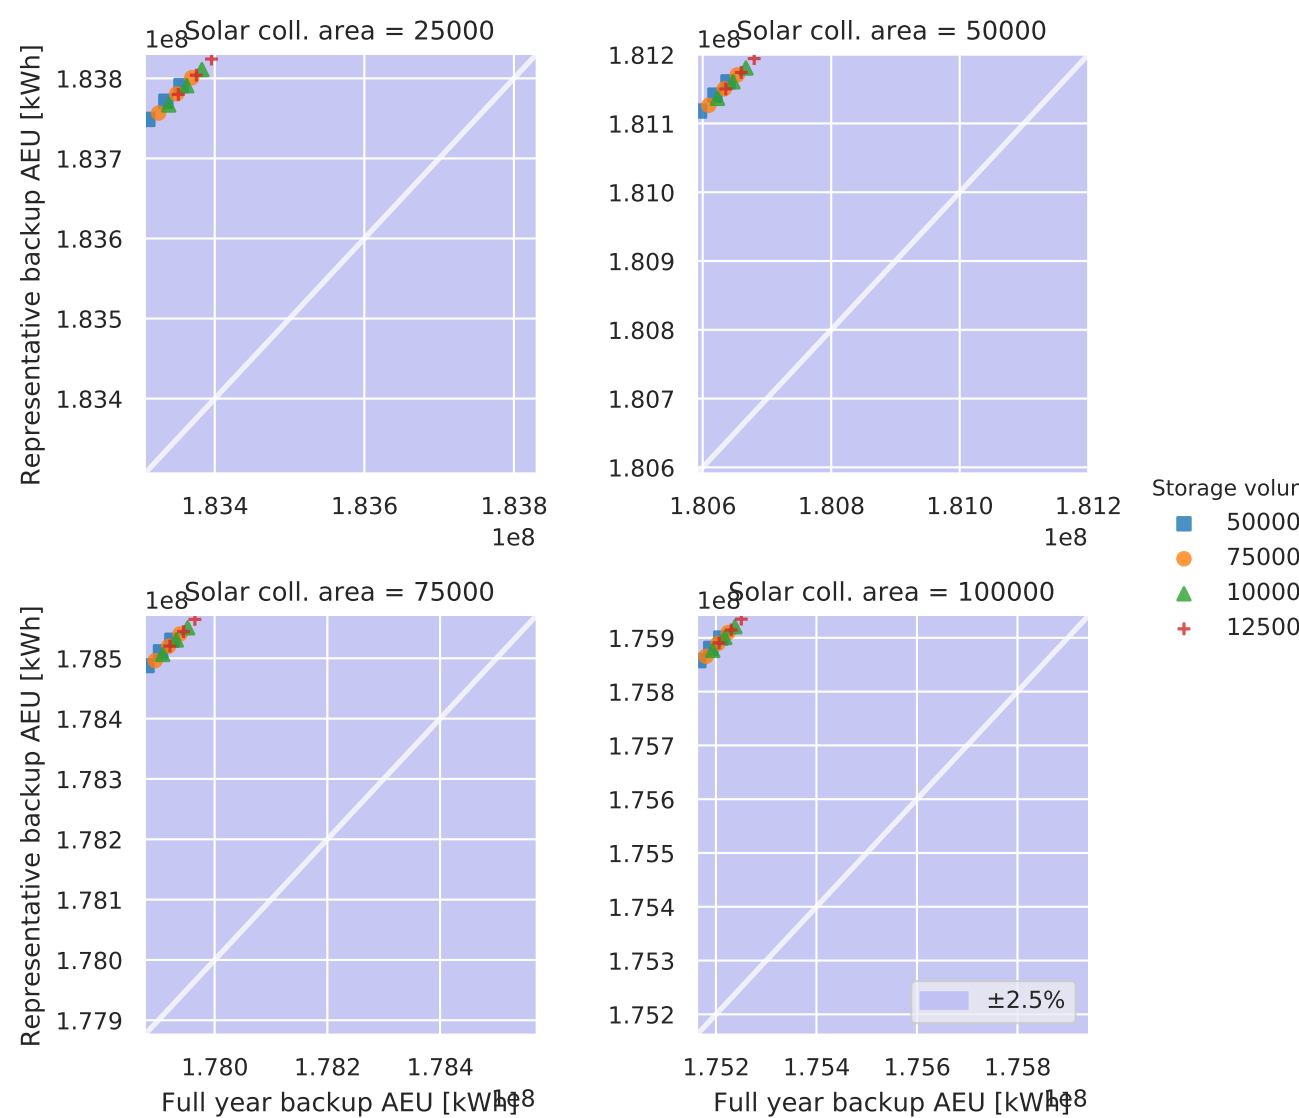 1e8 Solar coll. area = 25000
1e8 Solar coll. area = 50000
Representative backup AEU [kWh]
1.838
1.837
1.836
1.835
1.834
1.834 1.836 1.838
1e8
1.812
1.811
1.810
1.809
1.808
1.807
1.806
1.806 1.808 1.810 1.812
1e8
Storage volur
50000
75000
10000
12500
1e8 Solar coll. area = 75000
1e8 Solar coll. area = 100000
Representative backup AEU [kWh]
1.785
1.784
1.783
1.782
1.781
1.780
1.779
1.780 1.782 1.784
Full year backup AEU [kWh] 1e8
1.759
1.758
1.757
1.756
1.755
1.754
1.753
1.752
±2.5%
1.752 1.754 1.756 1.758
Full year backup AEU [kWh] 1e8